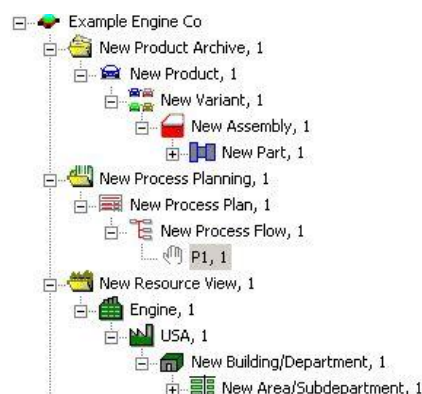 Example Engine Co
New Product Archive, 1
New Product, 1
New Variant, 1
New Assembly, 1
New Part, 1
New Process Planning, 1
New Process Plan, 1
New Process Flow, 1
P1, 1
New Resource View, 1
Engine, 1
USA, 1
New Building/Department, 1
New Area/Subdepartment, 1